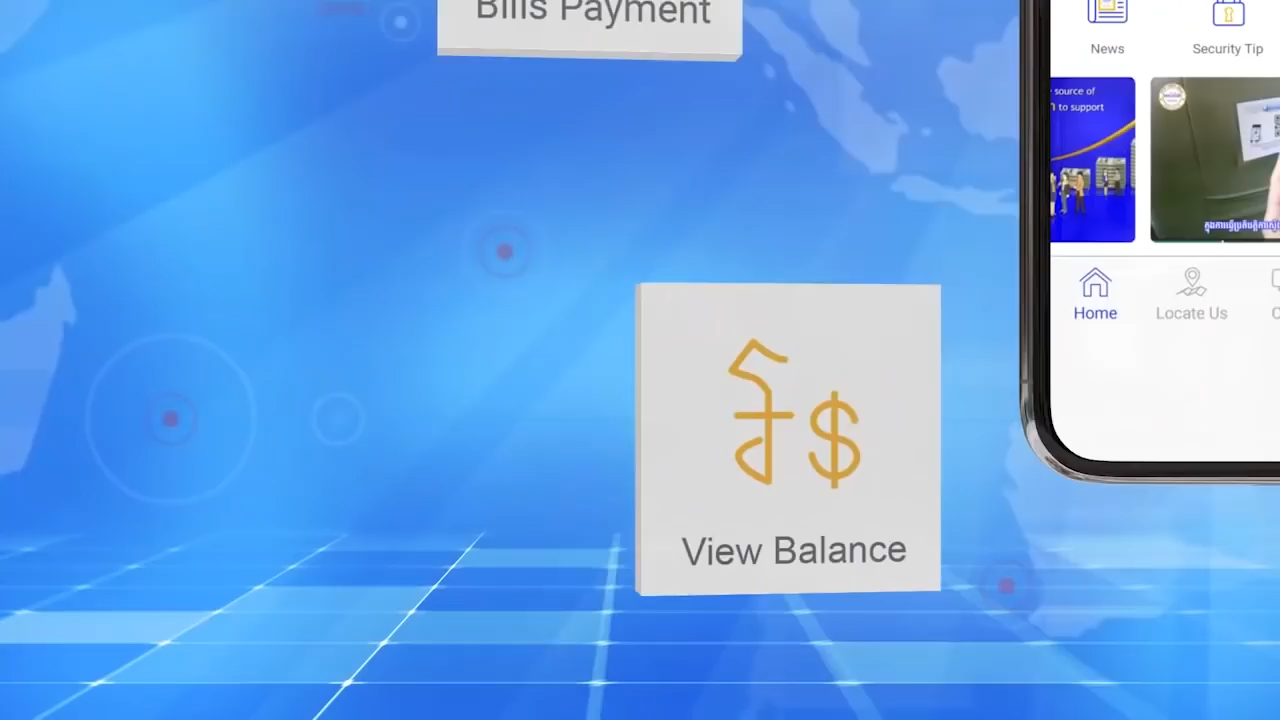 Bills Payment
News
Security Tip
source of
to support
៛ $
View Balance
Home
Locate Us